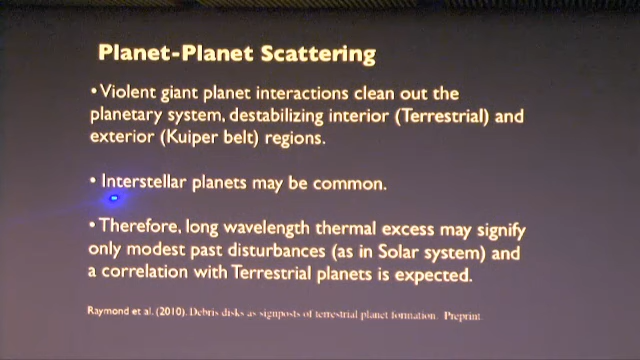 Planet-Planet Scattering
• Violent giant planet interactions clean out the
planetary system, destabilizing interior (Terrestrial) and
exterior (Kuiper belt) regions.
• Interstellar planets may be common.
• Therefore, long wavelength thermal excess may signify
only modest past disturbances (as in Solar system) and
a correlation with Terrestrial planets is expected.
Raymond et al. (2010). Debris disks as signposts of terrestrial planet formation. Preprint